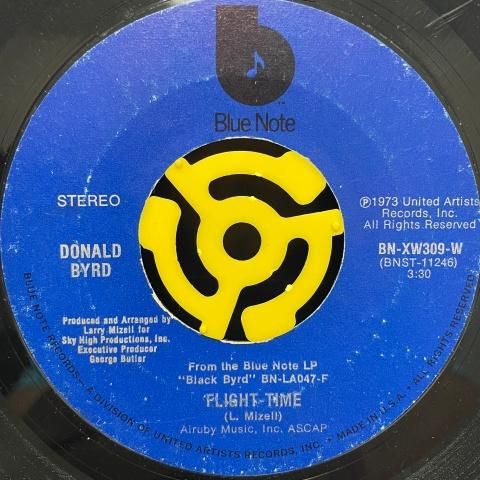 b
™
Blue Note
STEREO
℗1973 United Artists
Records, Inc.
All Rights Reserved
DONALD
BYRD
BN-XW309-W
(BNST-11246)
3:30
Produced and Arranged by
Larry Mizell for
Sky High Productions, Inc.
Executive Producer
George Butler
From the Blue Note LP
"Black Byrd" BN-LA047-F
FLIGHT-TIME
(L. Mizell)
Alruby Music, Inc. ASCAP
BLUE NOTE RECORDS—A DIVISION OF UNITED ARTISTS RECORDS, INC. • MADE IN U.S.A. • ALL RIGHTS RESERVED